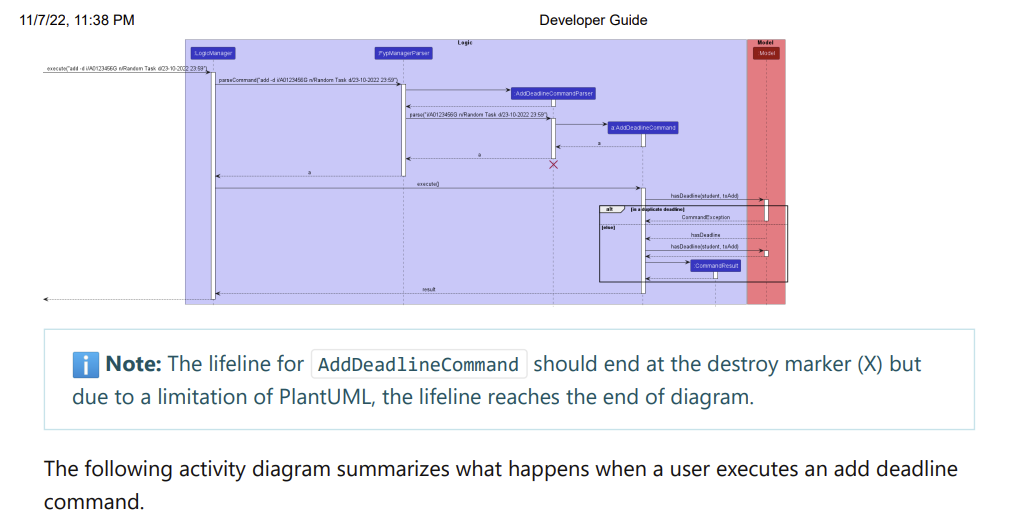 11/7/22, 11:38 PM
Developer Guide
Logic
Model
LogicManager
FypManagerParser
Model
execute("add -d i/A0123456G n/Random Task d/23-10-2022 23:59")
parseCommand("add -d i/A0123456G n/Random Task d/23-10-2022 23:59")
AddDeadlineCommandParser
parse("i/A0123456G n/Random Task d/23-10-2022 23:59")
a:AddDeadlineCommand
a
a
a
execute()
hasDeadline(student, toAdd)
alt
[is a duplicate deadline]
CommandException
[else]
hasDeadline
hasDeadline(student, toAdd)
CommandResult
result
Note: The lifeline for AddDeadlineCommand should end at the destroy marker (X) but
due to a limitation of PlantUML, the lifeline reaches the end of diagram.
The following activity diagram summarizes what happens when a user executes an add deadline
command.